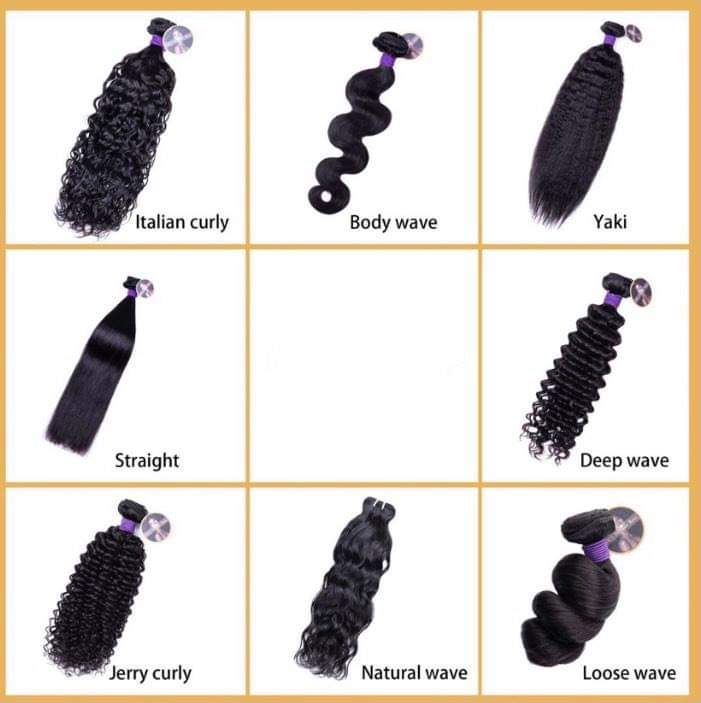 Italian curly
Body wave
Yaki
Straight
Deep wave
Jerry curly
Natural wave
Loose wave